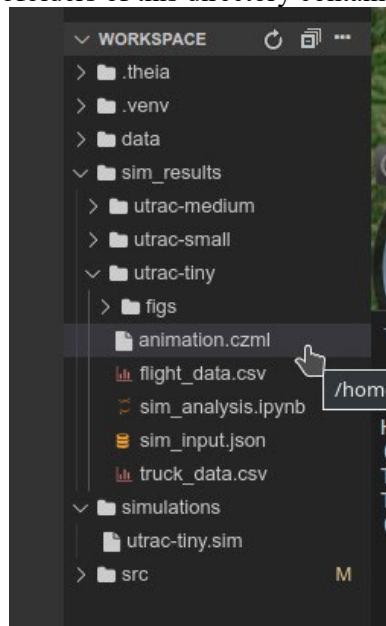 WORKSPACE
.theia
.venv
data
sim_results
utrac-medium
utrac-small
utrac-tiny
figs
animation.czml
flight_data.csv
/hom
sim_analysis.ipynb
sim_input.json
truck_data.csv
simulations
utrac-tiny.sim
src M